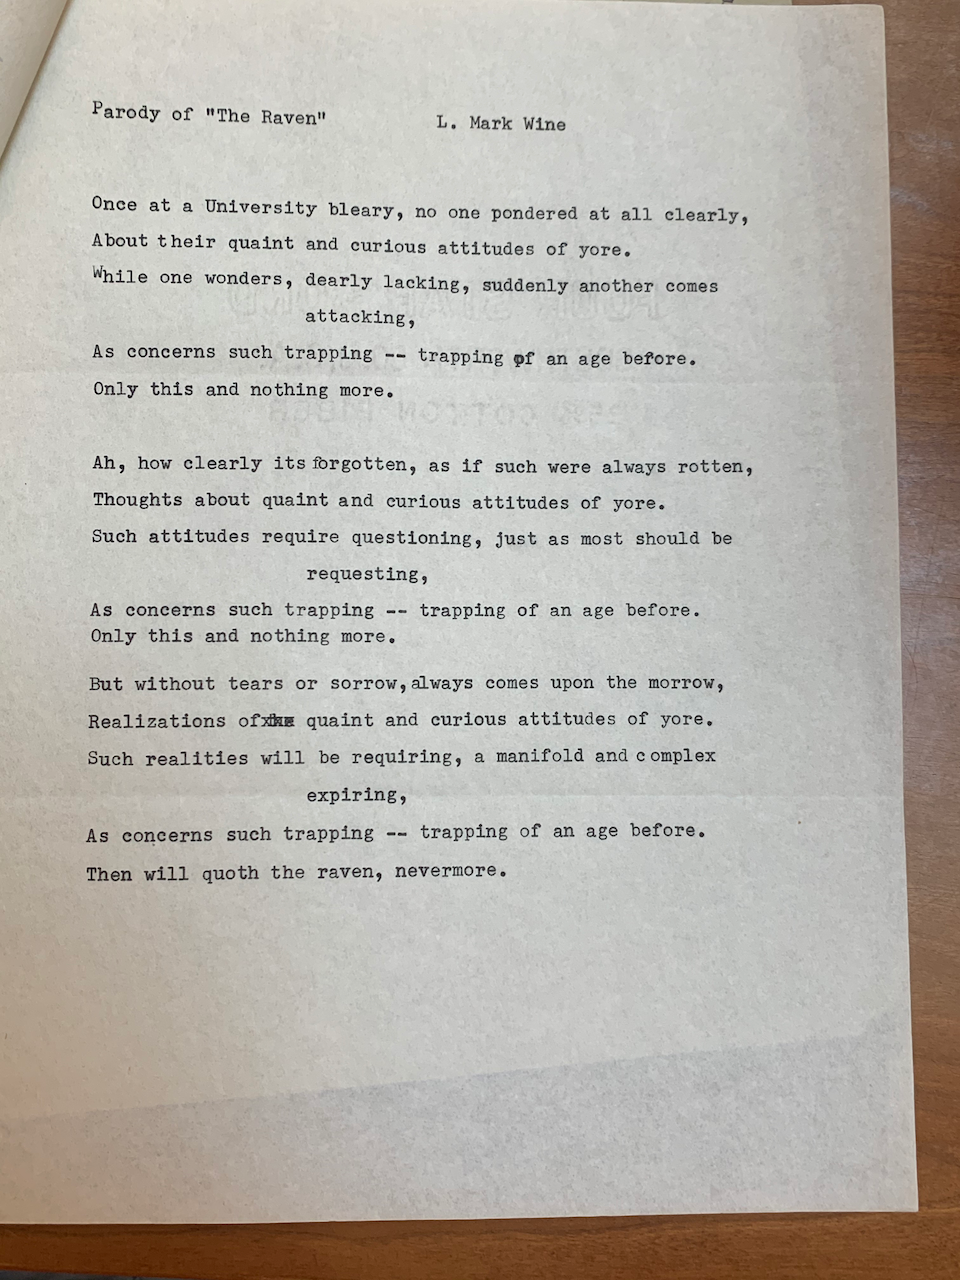 Parody of "The Raven" L. Mark Wine
Once at a University bleary, no one pondered at all clearly,
About their quaint and curious attitudes of yore.
While one wonders, dearly lacking, suddenly another comes
attacking,
As concerns such trapping -- trapping of an age before.
Only this and nothing more.
Ah, how clearly its forgotten, as if such were always rotten,
Thoughts about quaint and curious attitudes of yore.
Such attitudes require questioning, just as most should be
requesting,
As concerns such trapping -- trapping of an age before.
Only this and nothing more.
But without tears or sorrow, always comes upon the morrow,
Realizations of quaint and curious attitudes of yore.
Such realities will be requiring, a manifold and complex
expiring,
As concerns such trapping -- trapping of an age before.
Then will quoth the raven, nevermore.